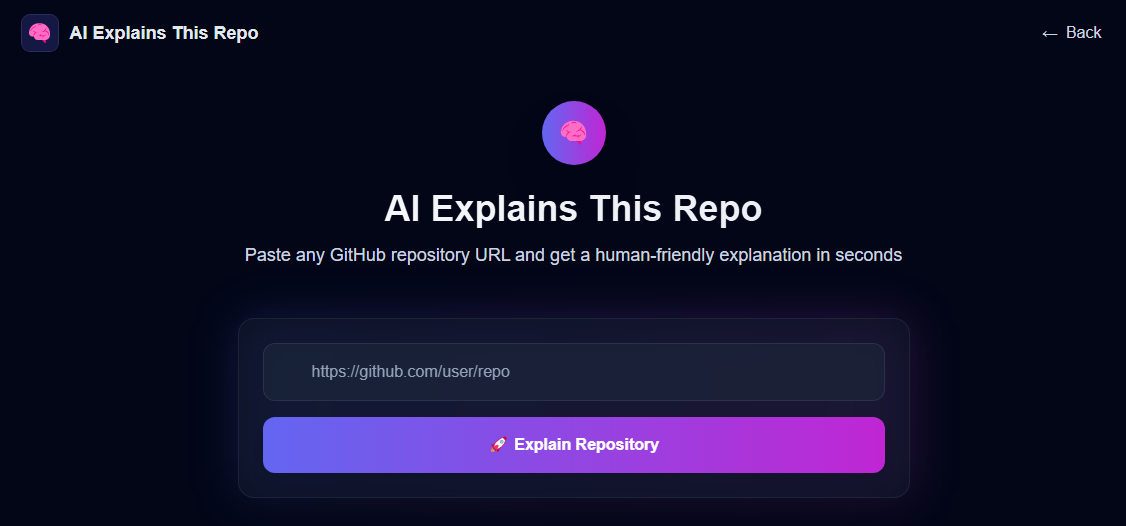 AI Explains This Repo
← Back
AI Explains This Repo
Paste any GitHub repository URL and get a human-friendly explanation in seconds
https://github.com/user/repo
🚀 Explain Repository